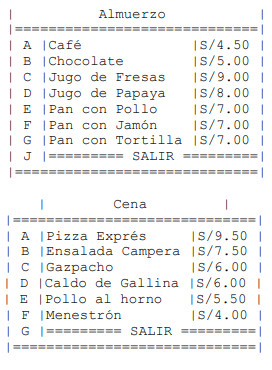 |          Almuerzo           |
|=============================|
| A |Café             |S/4.50 |
| B |Chocolate        |S/5.00 |
| C |Jugo de Fresas   |S/9.00 |
| D |Jugo de Papaya   |S/8.00 |
| E |Pan con Pollo    |S/7.00 |
| F |Pan con Jamón    |S/7.00 |
| G |Pan con Tortilla |S/7.00 |
| J |========= SALIR =========|
|=============================|
|        Cena         |
|=============================|
| A |Pizza Exprés     |S/9.50 |
| B |Ensalada Campera |S/7.50 |
| C |Gazpacho         |S/6.00 |
| D |Caldo de Gallina |S/6.00 |
| E |Pollo al horno   |S/5.50 |
| F |Menestrón        |S/4.00 |
| G |========= SALIR =========|
|=============================|